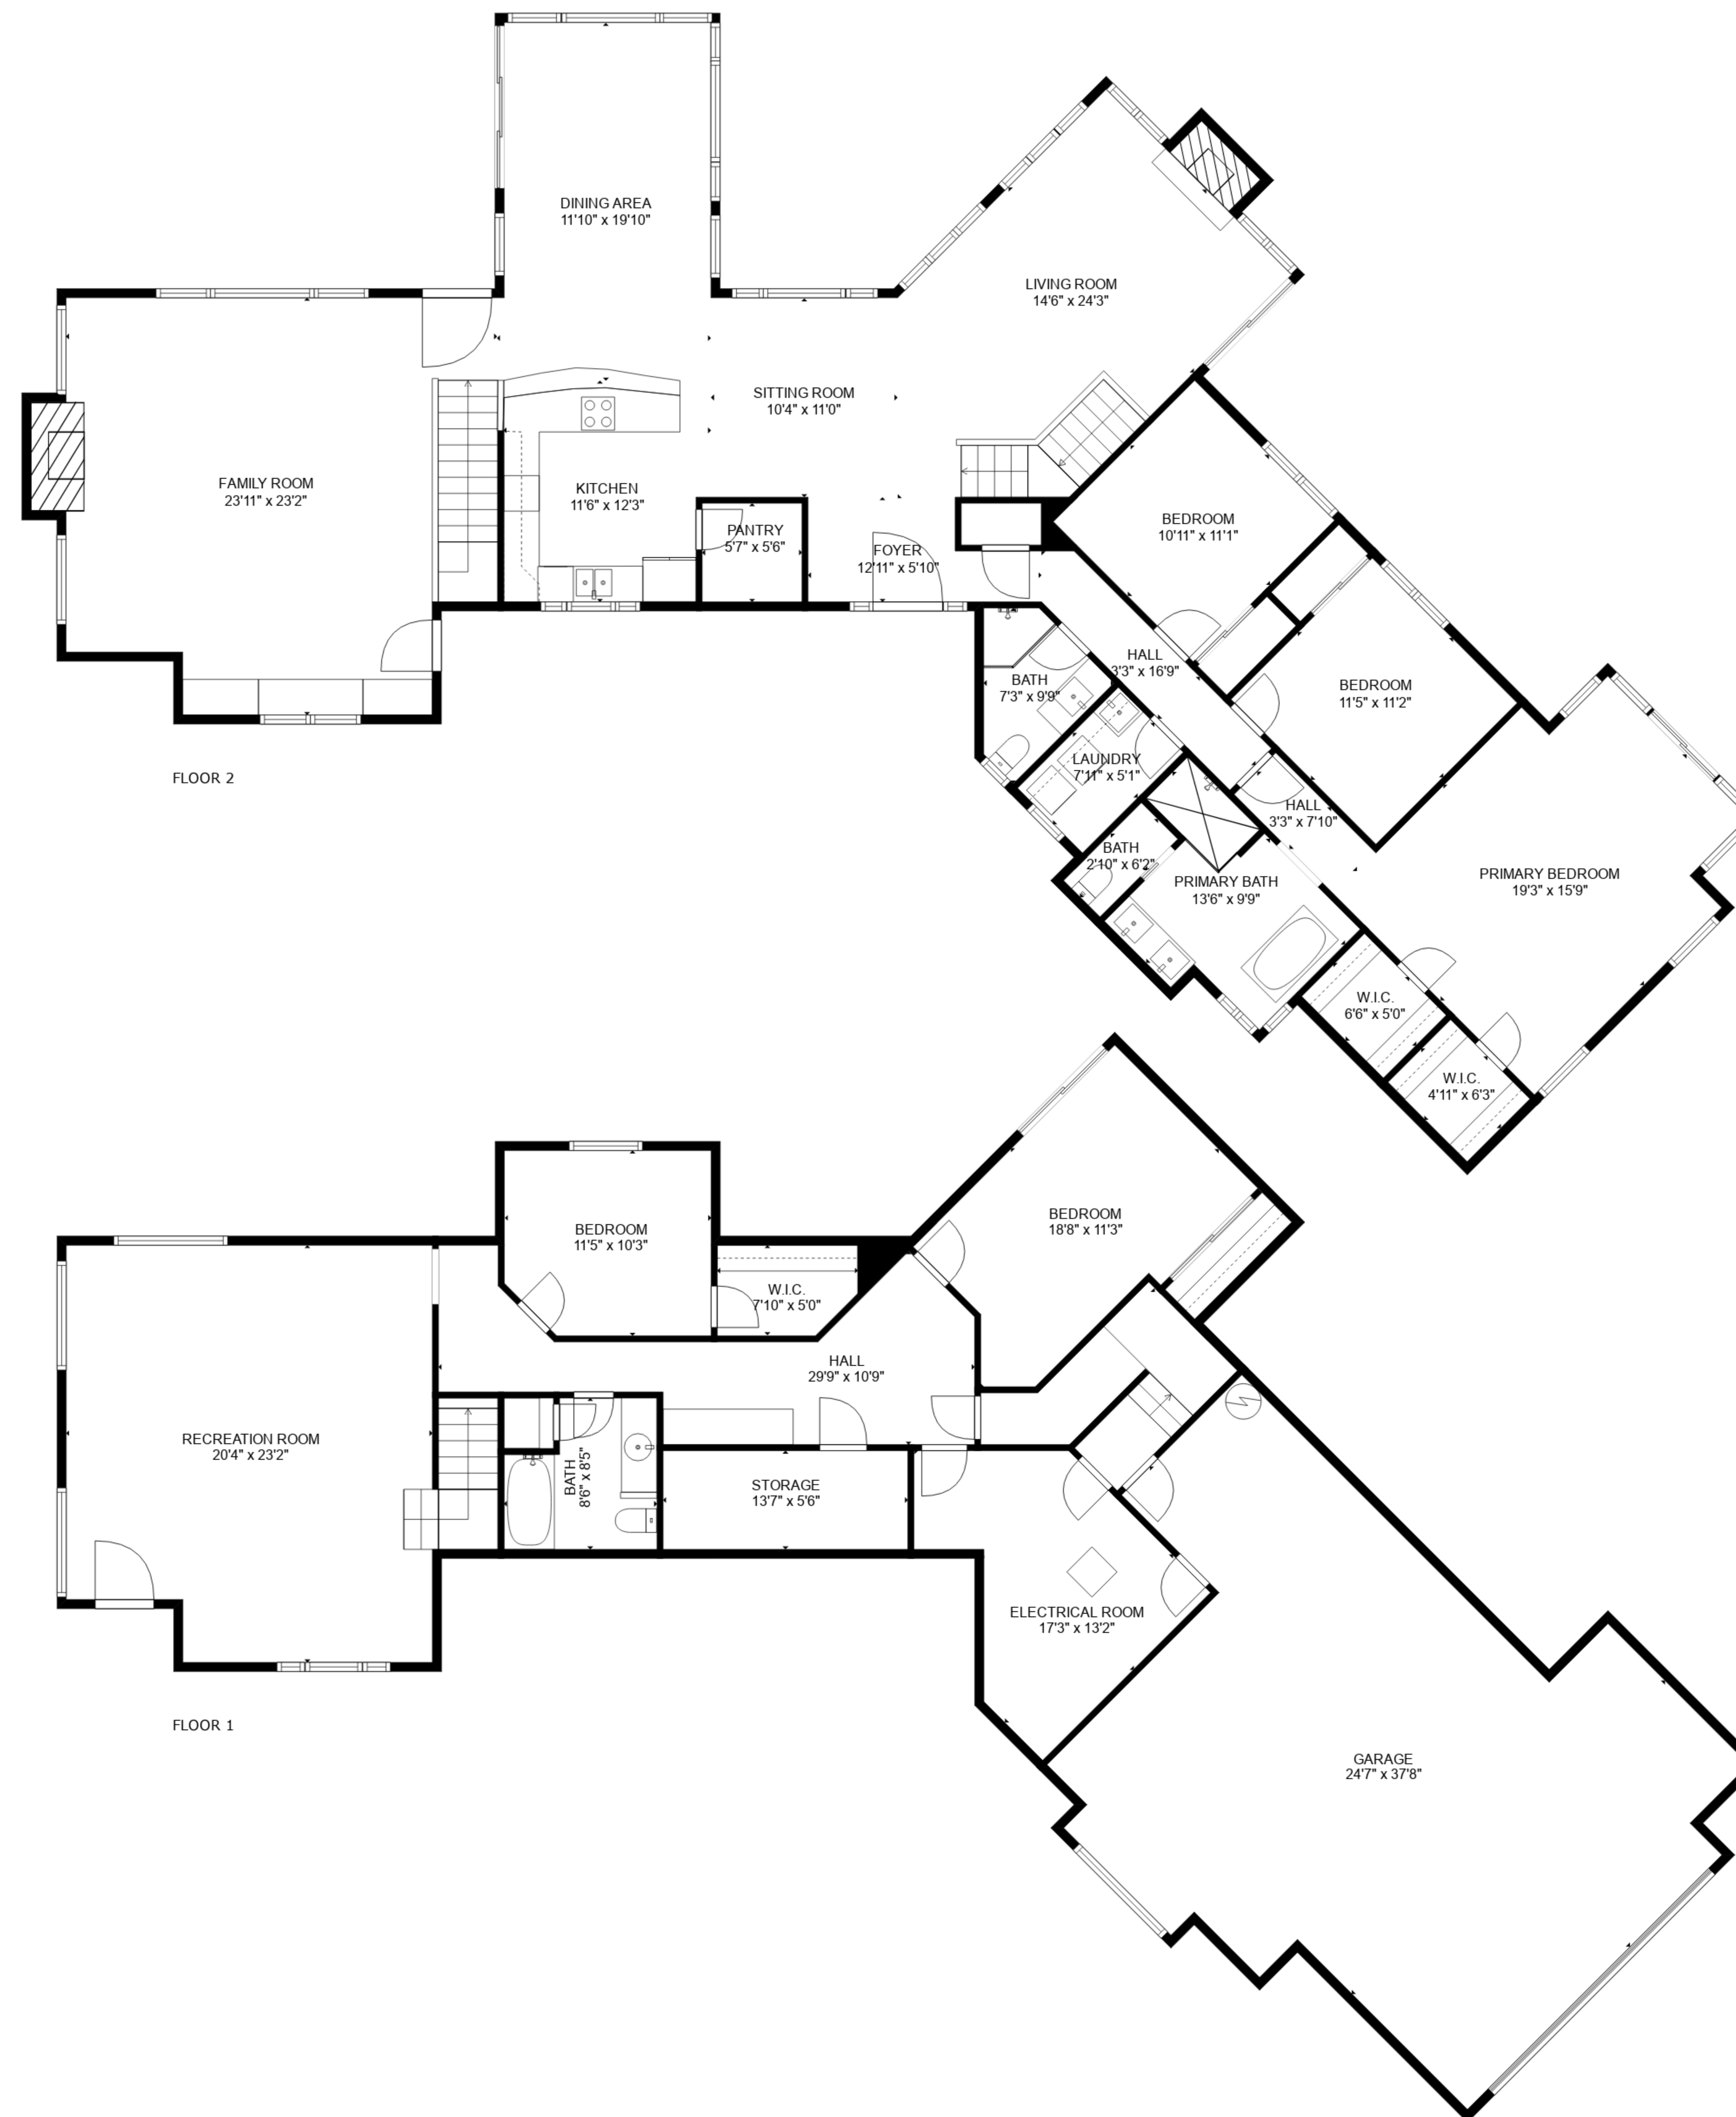 DINING AREA
11'10" x 19'10"
LIVING ROOM
14'6" x 24'3"
SITTING ROOM
10'4" x 11'0"
FAMILY ROOM
23'11" x 23'2"
KITCHEN
11'6" x 12'3"
PANTRY
5'7" x 5'6"
FOYER
12'11" x 5'10"
BEDROOM
10'11" x 11'1"
HALL
3'3" x 16'9"
BATH
7'3" x 9'9"
BEDROOM
11'5" x 11'2"
LAUNDRY
7'11" x 5'1"
HALL
3'3" x 7'10"
BATH
2'10" x 6'2"
PRIMARY BATH
13'6" x 9'9"
PRIMARY BEDROOM
19'3" x 15'9"
W.I.C.
6'6" x 5'0"
W.I.C.
4'11" x 6'3"
FLOOR 2
BEDROOM
11'5" x 10'3"
BEDROOM
18'8" x 11'3"
W.I.C.
7'10" x 5'0"
HALL
29'9" x 10'9"
RECREATION ROOM
20'4" x 23'2"
BATH
8'6" x 8'5"
STORAGE
13'7" x 5'6"
ELECTRICAL ROOM
17'3" x 13'2"
GARAGE
24'7" x 37'8"
FLOOR 1